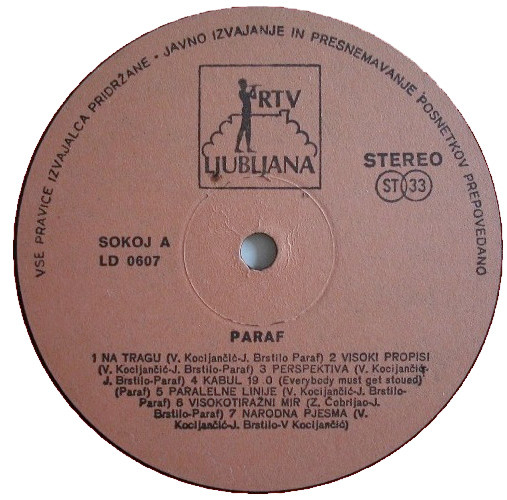 VSE PRAVICE IZVAJALCA PRIDRŽANE - JAVNO IZVAJANJE IN PRESNEMAVANJE POSNETKOV PREPOVEDANO
RTV
LJUBLJANA
STEREO
ST 33
SOKOJ A
LD 0607
PARAF
1 NA TRAGU (V. Kocijančić-J. Brstilo Paraf) 2 VISOKI PROPISI
(V. Kocijančić-J. Brstilo-Paraf) 3 PERSPEKTIVA (V. Kocijančić-
J. Brstilo-Paraf) 4 KABUL 19.0 (Everybody must get stoued)
(Paraf) 5 PARALELNE LINIJE (V. Kocijančić-J. Brstilo-
Paraf) 6 VISOKOTIRAŽNI MIR (Z. Čobrijao-J.
Brstilo-Paraf) 7 NARODNA PJESMA (V.
Kocijančić-J. Brstilo-V Kocijančić)